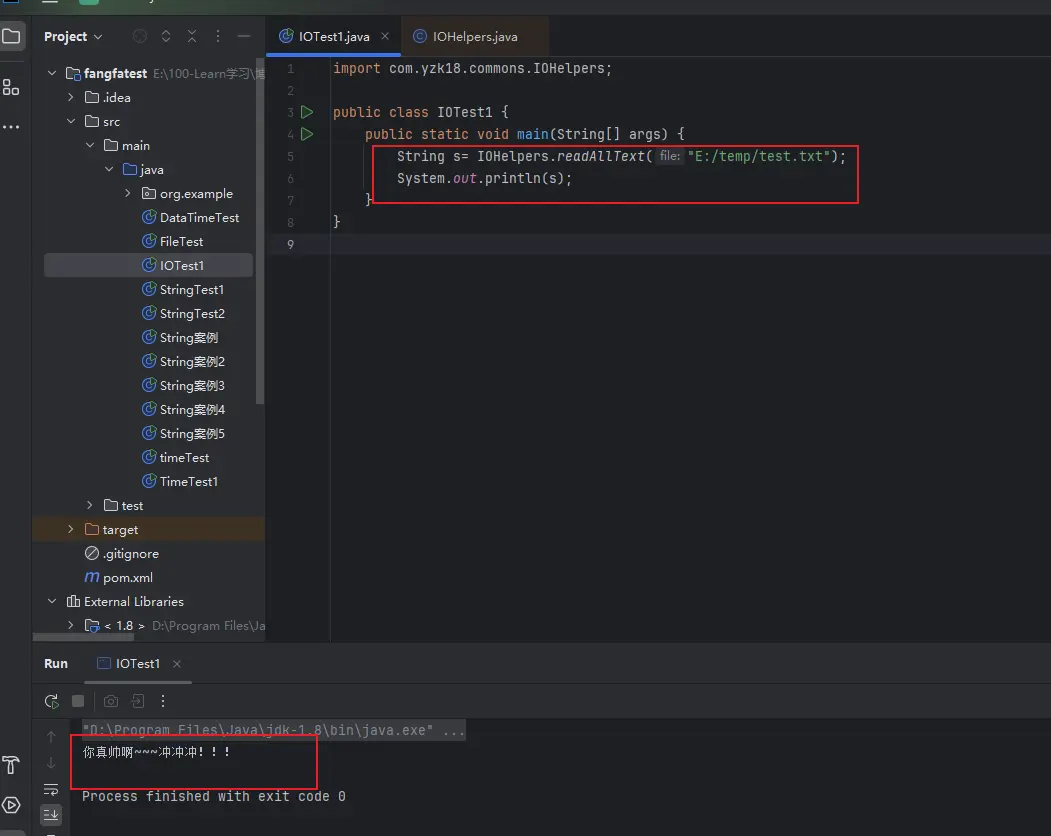 Project
IOTest1.java
IOHelpers.java
fangfatest E:\100-Learn学习\
.idea
src
main
java
org.example
DataTimeTest
FileTest
IOTest1
StringTest1
StringTest2
String案例
String案例2
String案例3
String案例4
String案例5
timeTest
TimeTest1
test
target
.gitignore
m pom.xml
External Libraries
< 1.8 > D:\Program Files\Ja
1 import com.yzk18.commons.IOHelpers;
2
3 public class IOTest1 {
4 public static void main(String[] args) {
5 String s= IOHelpers.readAllText( file: "E:/temp/test.txt");
6 System.out.println(s);
7 }
8 }
9
Run IOTest1
"D:\Program Files\Java\jdk-1.8\bin\java.exe" ...
你真帅啊~~~冲冲冲！！！
Process finished with exit code 0